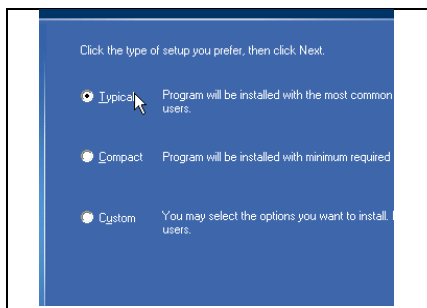 Click the type of setup you prefer, then click Next.
Typical Program will be installed with the most common
users.
Compact Program will be installed with minimum required
Custom You may select the options you want to install.
users.